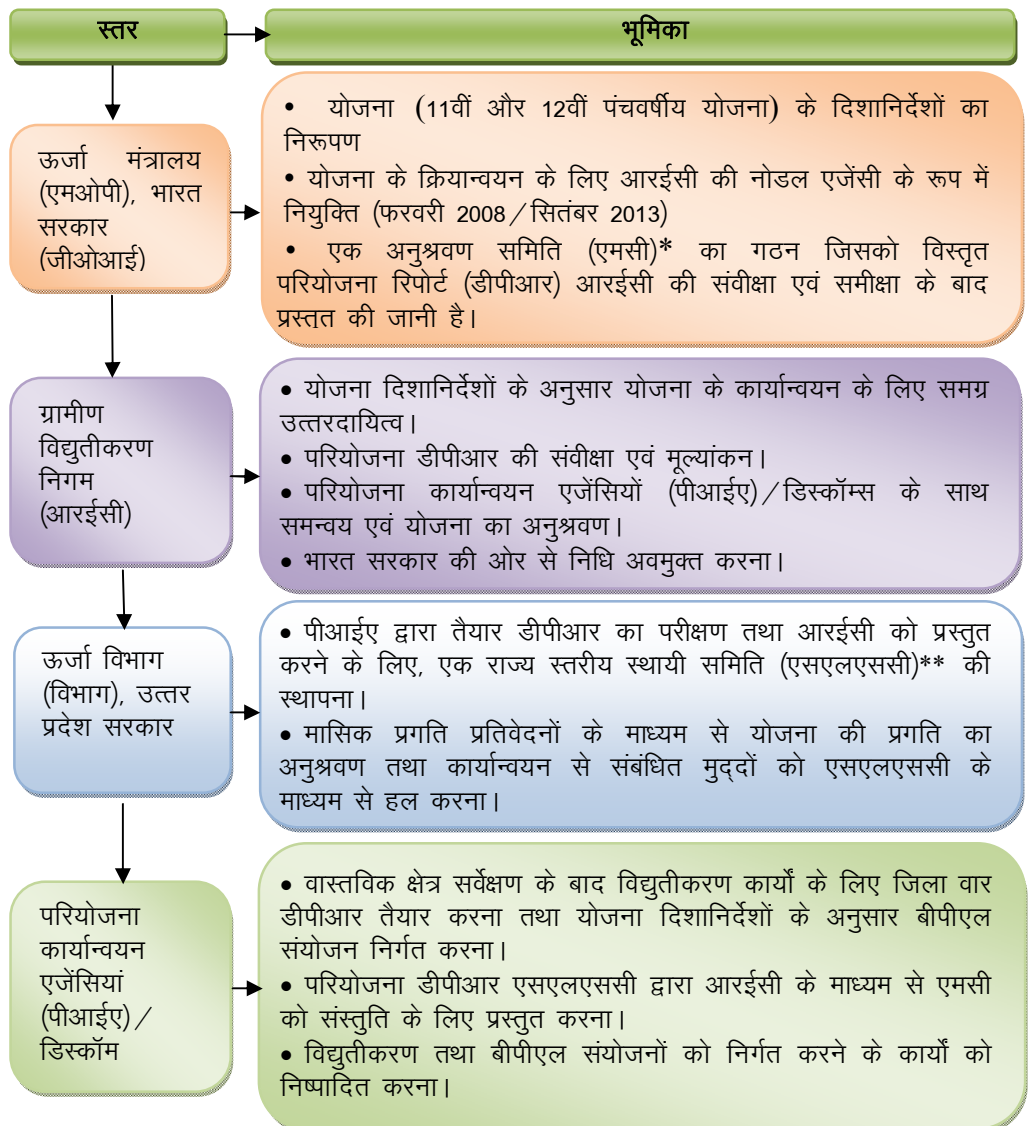 स्तर
भूमिका
ऊर्जा मंत्रालय
(एमओपी), भारत
सरकार
(जीओआई)
• योजना (11वीं और 12वीं पंचवर्षीय योजना) के दिशानिर्देशों का
निरूपण
• योजना के क्रियान्वयन के लिए आरईसी की नोडल एजेंसी के रूप में
नियुक्ति (फरवरी 2008/सितंबर 2013)
• एक अनुश्रवण समिति (एमसी)* का गठन जिसको विस्तृत
परियोजना रिपोर्ट (डीपीआर) आरईसी की संवीक्षा एवं समीक्षा के बाद
प्रस्तुत की जानी है।
ग्रामीण
विद्युतीकरण
निगम
(आरईसी)
• योजना दिशानिर्देशों के अनुसार योजना के कार्यान्वयन के लिए समग्र
उत्तरदायित्व।
• परियोजना डीपीआर की संवीक्षा एवं मूल्यांकन।
• परियोजना कार्यान्वयन एजेंसियों (पीआईए)/डिस्कॉम्स के साथ
समन्वय एवं योजना का अनुश्रवण।
• भारत सरकार की ओर से निधि अवमुक्त करना।
ऊर्जा विभाग
(विभाग), उत्तर
प्रदेश सरकार
• पीआईए द्वारा तैयार डीपीआर का परीक्षण तथा आरईसी को प्रस्तुत
करने के लिए, एक राज्य स्तरीय स्थायी समिति (एसएलएससी)** की
स्थापना।
• मासिक प्रगति प्रतिवेदनों के माध्यम से योजना की प्रगति का
अनुश्रवण तथा कार्यान्वयन से संबंधित मुद्दों को एसएलएससी के
माध्यम से हल करना।
परियोजना
कार्यान्वयन
एजेंसियां
(पीआईए)/
डिस्कॉम
• वास्तविक क्षेत्र सर्वेक्षण के बाद विद्युतीकरण कार्यों के लिए जिला वार
डीपीआर तैयार करना तथा योजना दिशानिर्देशों के अनुसार बीपीएल
संयोजन निर्गत करना।
• परियोजना डीपीआर एसएलएससी द्वारा आरईसी के माध्यम से एमसी
को संस्तुति के लिए प्रस्तुत करना।
• विद्युतीकरण तथा बीपीएल संयोजनों को निर्गत करने के कार्यों को
निष्पादित करना।